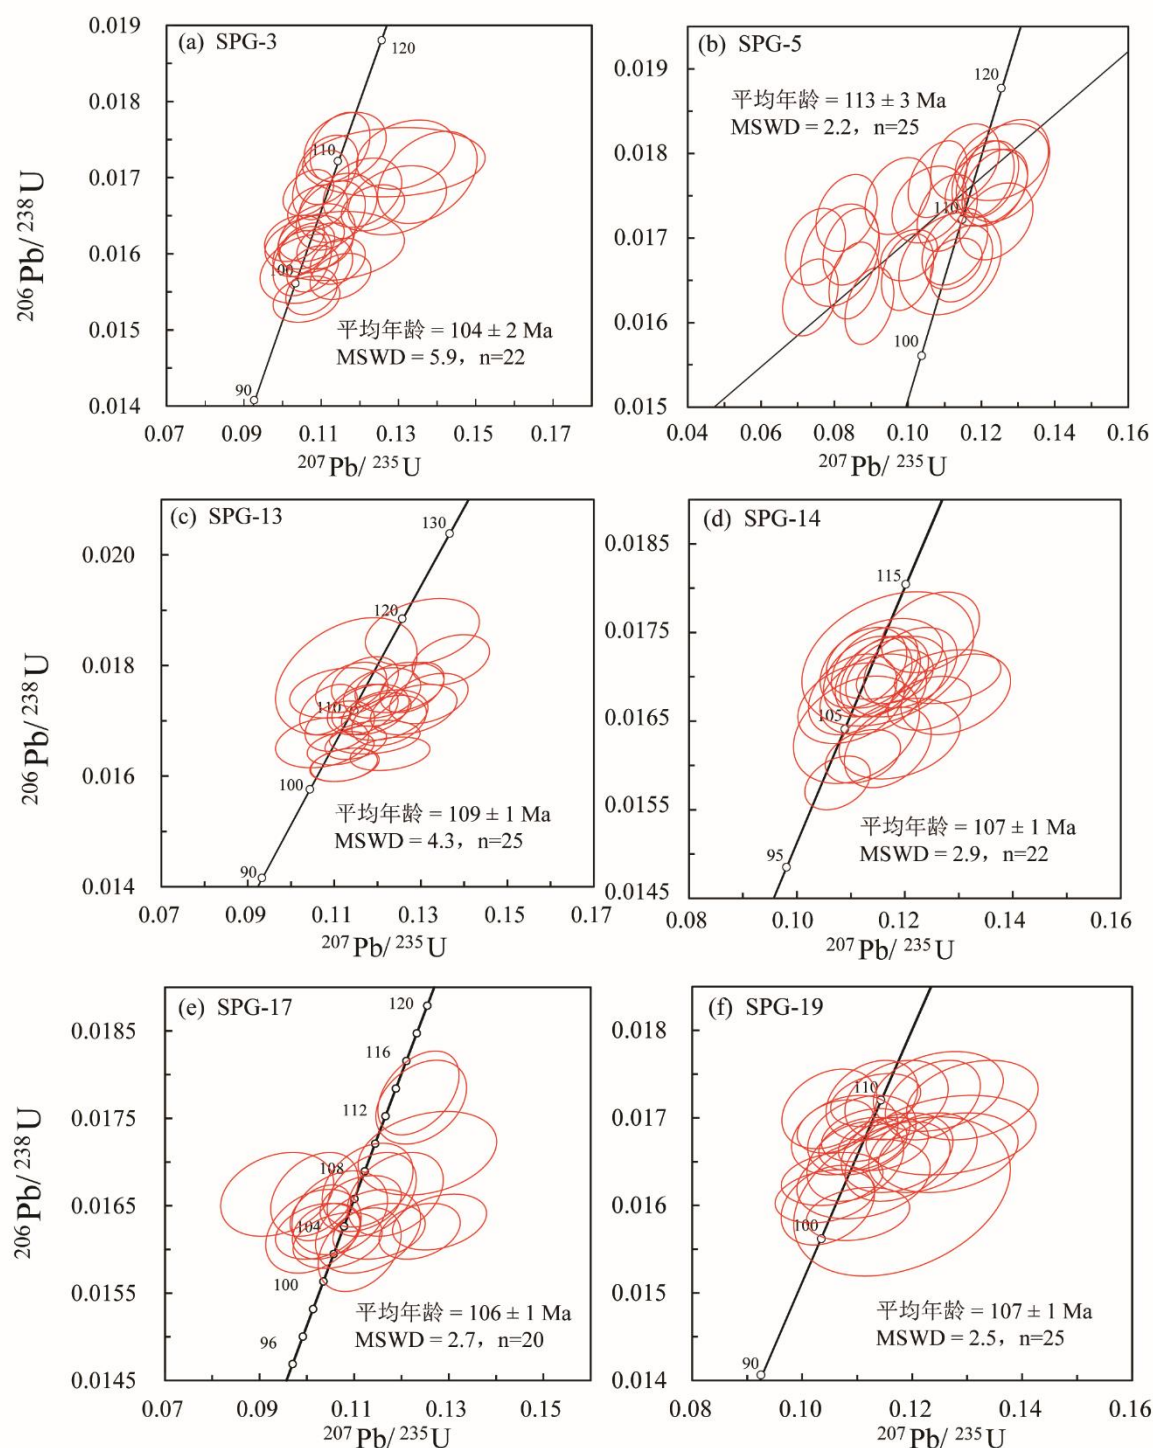 (a) SPG-3
0.019
0.018
0.017
0.016
0.015
0.014
²⁰⁶Pb/²³⁸U
120
110
100
90
平均年龄 = 104 ± 2 Ma
MSWD = 5.9，n=22
0.07 0.09 0.11 0.13 0.15 0.17
²⁰⁷Pb/²³⁵U
(b) SPG-5
0.019
0.018
0.017
0.016
0.015
平均年龄 = 113 ± 3 Ma
MSWD = 2.2，n=25
120
110
100
0.04 0.06 0.08 0.10 0.12 0.14 0.16
²⁰⁷Pb/²³⁵U
(c) SPG-13
0.020
0.018
0.016
0.014
²⁰⁶Pb/²³⁸U
130
120
110
100
90
平均年龄 = 109 ± 1 Ma
MSWD = 4.3，n=25
0.07 0.09 0.11 0.13 0.15 0.17
²⁰⁷Pb/²³⁵U
(d) SPG-14
0.0185
0.0175
0.0165
0.0155
0.0145
115
105
95
平均年龄 = 107 ± 1 Ma
MSWD = 2.9，n=22
0.08 0.10 0.12 0.14 0.16
²⁰⁷Pb/²³⁵U
(e) SPG-17
0.0185
0.0175
0.0165
0.0155
0.0145
²⁰⁶Pb/²³⁸U
120
116
112
108
104
100
96
平均年龄 = 106 ± 1 Ma
MSWD = 2.7，n=20
0.07 0.09 0.11 0.13 0.15
²⁰⁷Pb/²³⁵U
(f) SPG-19
0.018
0.017
0.016
0.015
0.014
110
100
90
平均年龄 = 107 ± 1 Ma
MSWD = 2.5，n=25
0.08 0.10 0.12 0.14 0.16
²⁰⁷Pb/²³⁵U